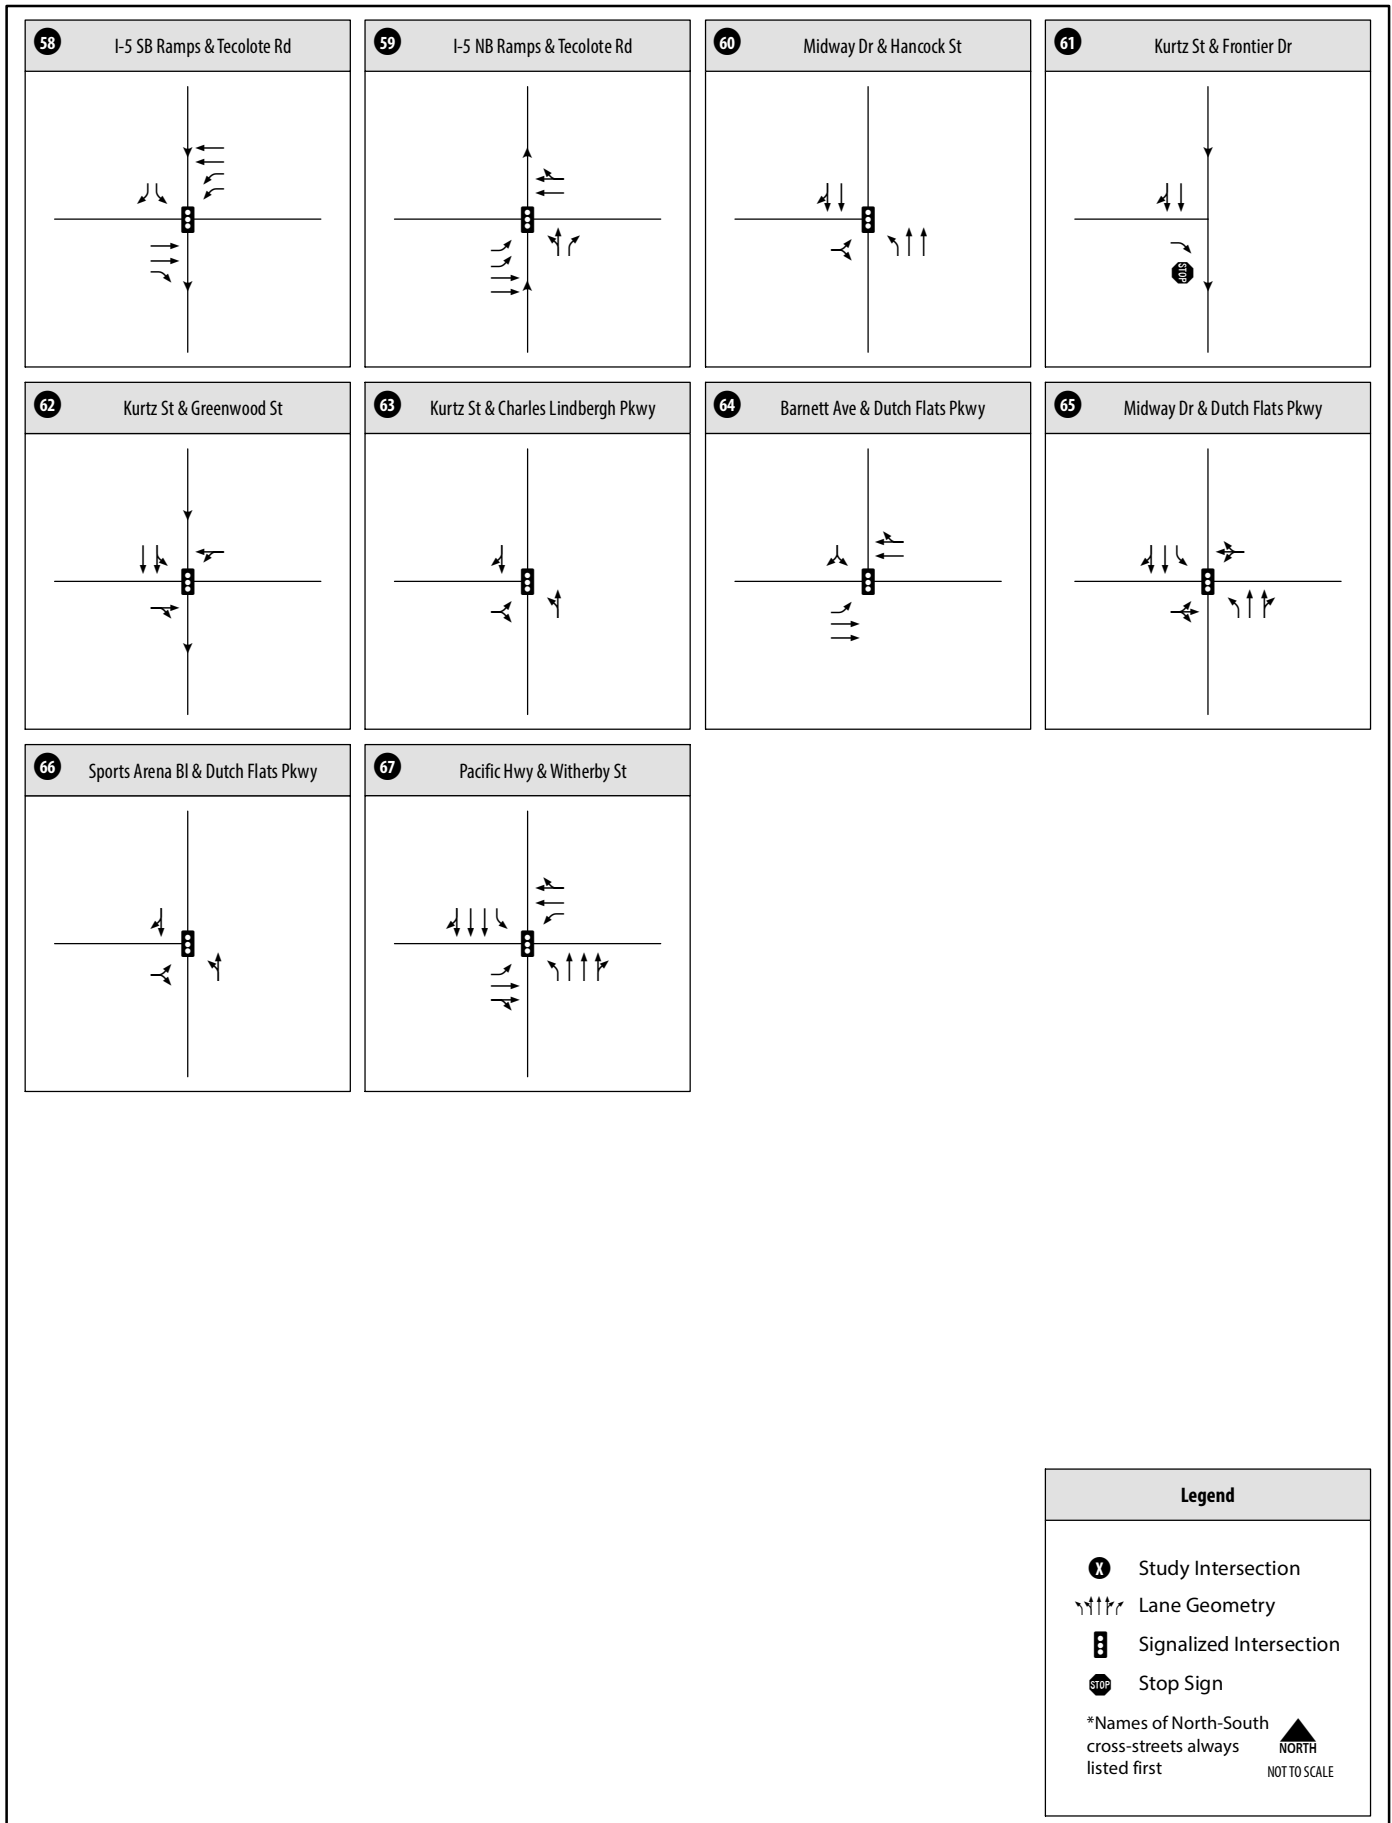 58 I-5 SB Ramps & Tecolote Rd
59 I-5 NB Ramps & Tecolote Rd
60 Midway Dr & Hancock St
61 Kurtz St & Frontier Dr
STOP
62 Kurtz St & Greenwood St
63 Kurtz St & Charles Lindbergh Pkwy
64 Barnett Ave & Dutch Flats Pkwy
65 Midway Dr & Dutch Flats Pkwy
66 Sports Arena Bl & Dutch Flats Pkwy
67 Pacific Hwy & Witherby St
Legend
X Study Intersection
Lane Geometry
Signalized Intersection
STOP Stop Sign
*Names of North-South
cross-streets always
listed first
NORTH
NOT TO SCALE